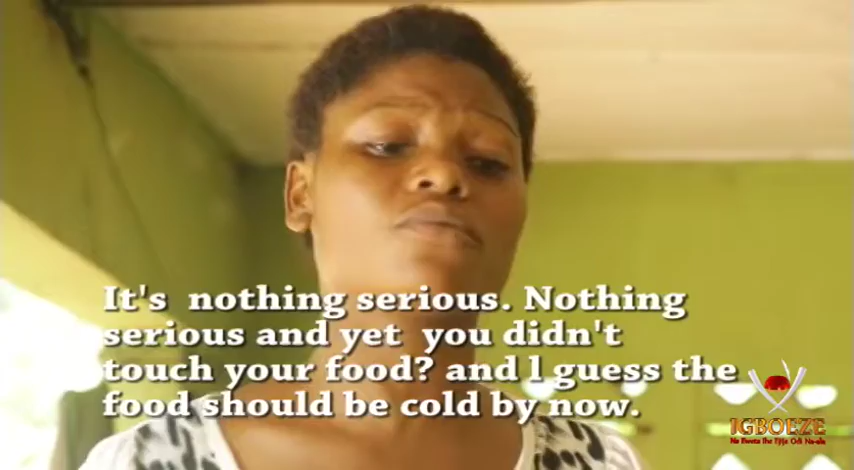 It's nothing serious. Nothing
serious and yet you didn't
touch your food? and I guess the
food should be cold by now.
IGBOEZE